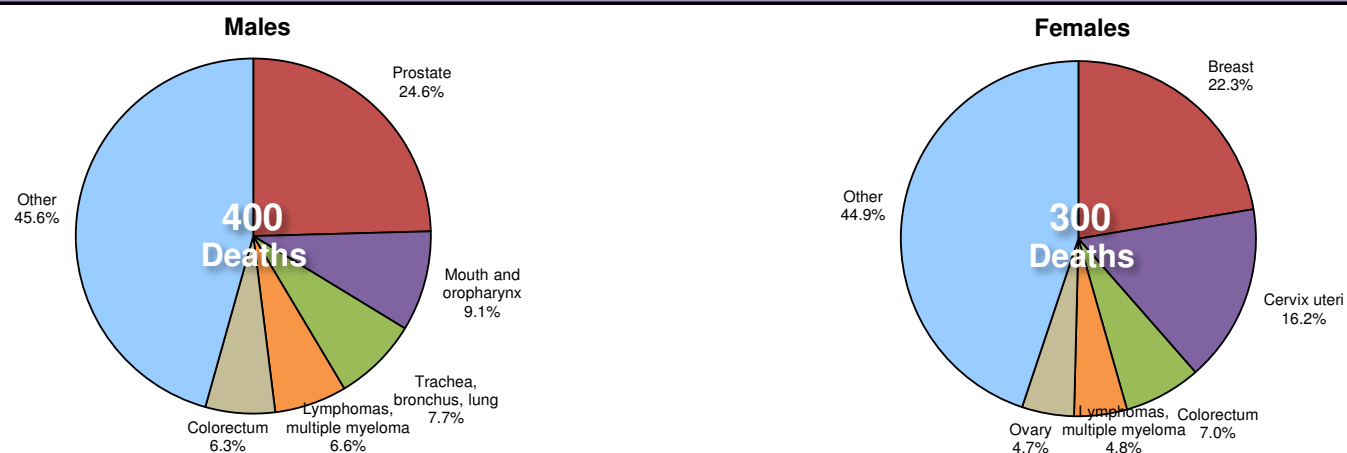 Males
Prostate
24.6%
Mouth and
oropharynx
9.1%
Trachea,
bronchus, lung
7.7%
Lymphomas,
multiple myeloma
6.6%
Colorectum
6.3%
Other
45.6%
400
Deaths
Females
Breast
22.3%
Cervix uteri
16.2%
Colorectum
7.0%
Lymphomas,
multiple myeloma
4.8%
Ovary
4.7%
Other
44.9%
300
Deaths